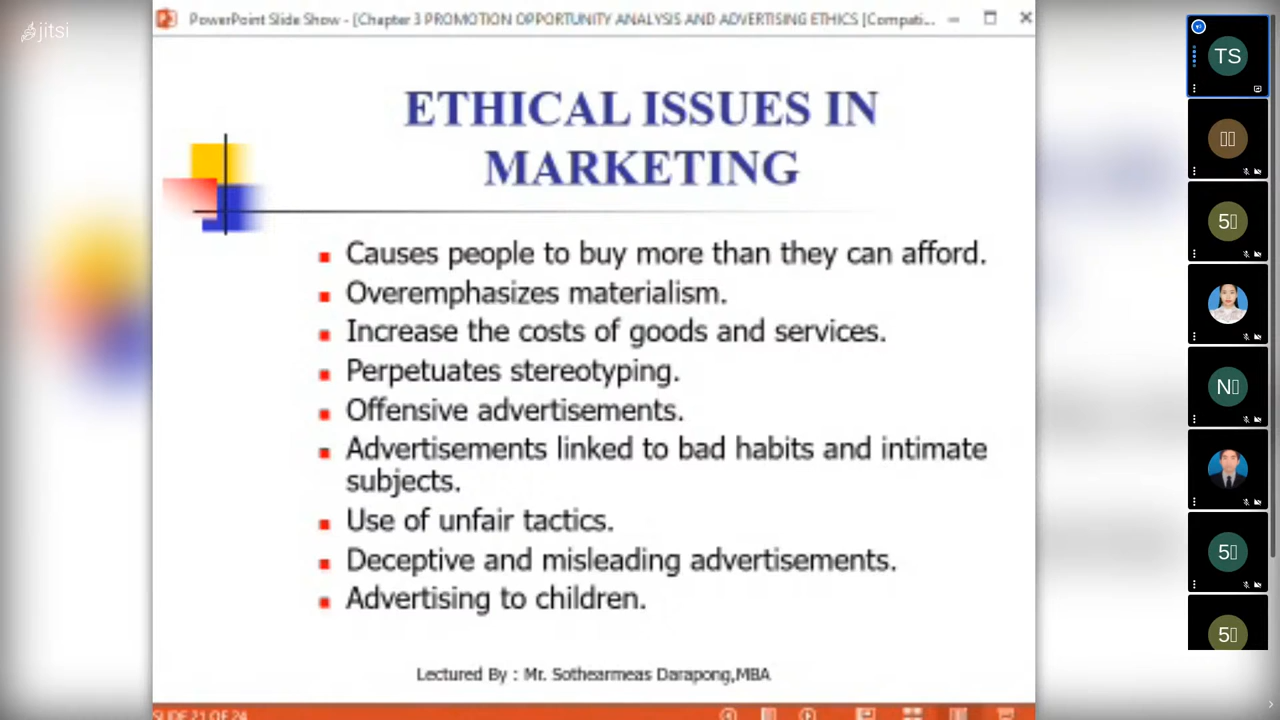 jitsi
PowerPoint Slide Show - [Chapter 3 PROMOTION OPPORTUNITY ANALYSIS AND ADVERTISING ETHICS [Compati...
ETHICAL ISSUES IN
MARKETING
Causes people to buy more than they can afford.
Overemphasizes materialism.
Increase the costs of goods and services.
Perpetuates stereotyping.
Offensive advertisements.
Advertisements linked to bad habits and intimate
subjects.
Use of unfair tactics.
Deceptive and misleading advertisements.
Advertising to children.
Lectured By : Mr. Sothearmeas Darapong,MBA
SLIDE 21 OF 24
TS
5
N
5
5